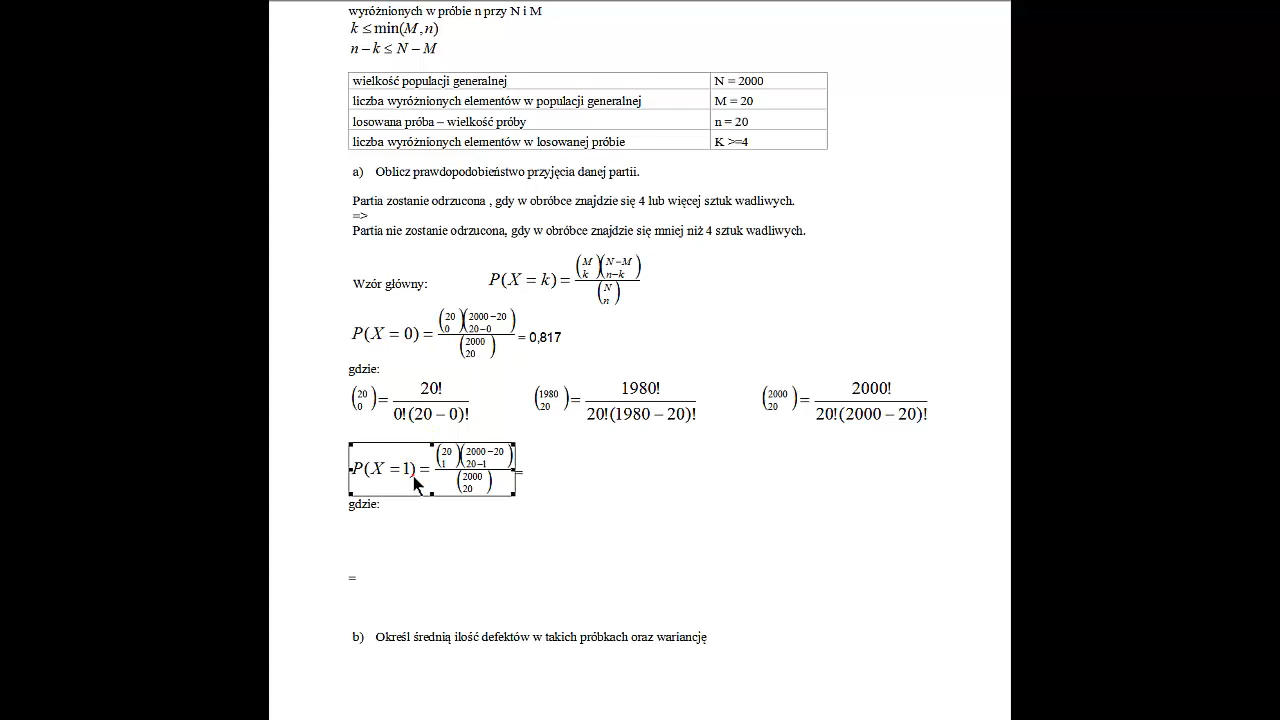 wyróżnionych w próbie n przy N i M
k ≤ min(M, n)
n − k ≤ N − M
wielkość populacji generalnej N = 2000
liczba wyróżnionych elementów w populacji generalnej M = 20
losowana próba – wielkość próby n = 20
liczba wyróżnionych elementów w losowanej próbie K >=4
a) Oblicz prawdopodobieństwo przyjęcia danej partii.
Partia zostanie odrzucona , gdy w obróbce znajdzie się 4 lub więcej sztuk wadliwych.
=>
Partia nie zostanie odrzucona, gdy w obróbce znajdzie się mniej niż 4 sztuk wadliwych.
Wzór główny: P(X = k) = (M k)(N−M n−k) / (N n)
P(X = 0) = (20 0)(2000−20 20−0) / (2000 20) = 0,817
gdzie:
(20 0) = 20! / 0!(20 − 0)! (1980 20) = 1980! / 20!(1980 − 20)! (2000 20) = 2000! / 20!(2000 − 20)!
P(X = 1) = (20 1)(2000−20 20−1) / (2000 20) =
gdzie:
=
b) Określ średnią ilość defektów w takich próbkach oraz wariancję